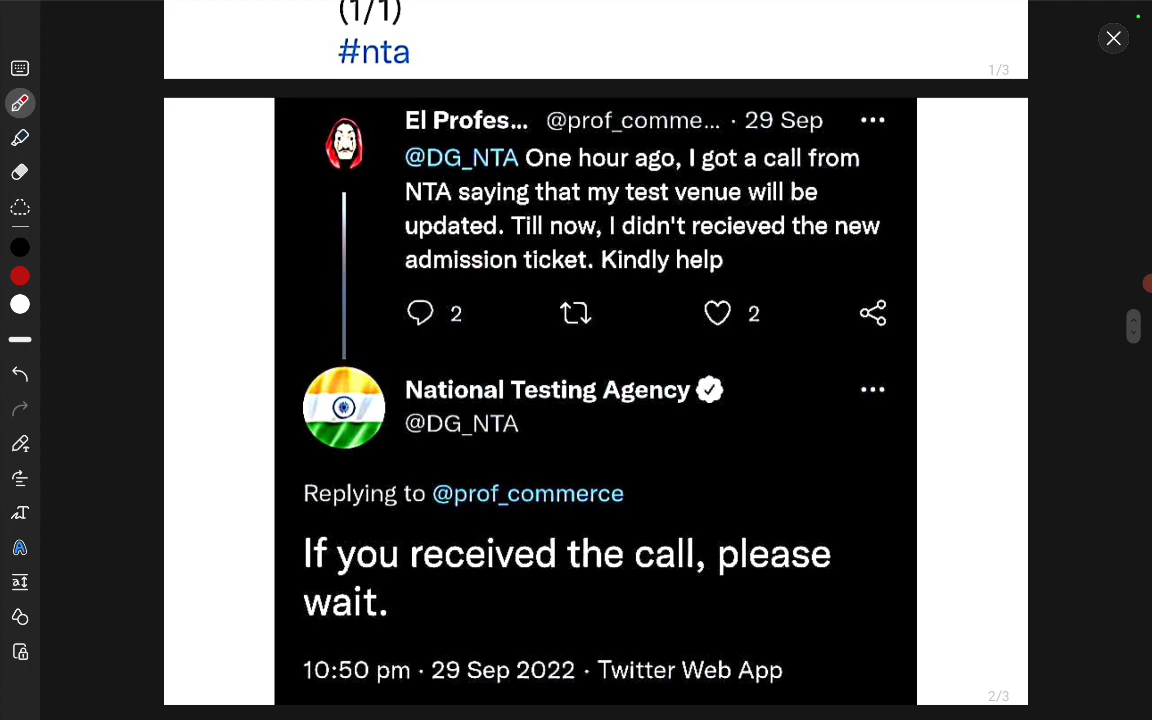 (1/1)
#nta
1/3
El Profes... @prof_comme... · 29 Sep
@DG_NTA One hour ago, I got a call from
NTA saying that my test venue will be
updated. Till now, I didn't recieved the new
admission ticket. Kindly help
2 2
National Testing Agency
@DG_NTA
Replying to @prof_commerce
If you received the call, please
wait.
10:50 pm · 29 Sep 2022 · Twitter Web App
2/3